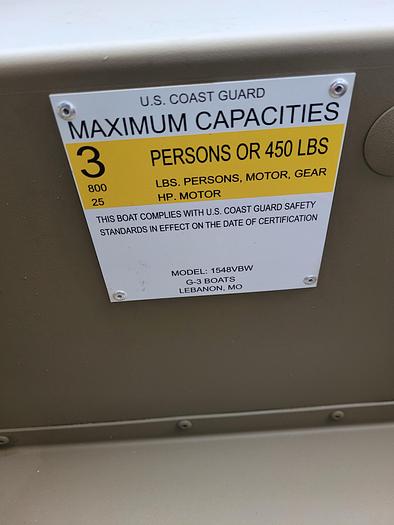 U.S. COAST GUARD
MAXIMUM CAPACITIES
3 PERSONS OR 450 LBS
800 LBS. PERSONS, MOTOR, GEAR
25 HP. MOTOR
THIS BOAT COMPLIES WITH U.S. COAST GUARD SAFETY
STANDARDS IN EFFECT ON THE DATE OF CERTIFICATION
MODEL: 1548VBW
G-3 BOATS
LEBANON, MO